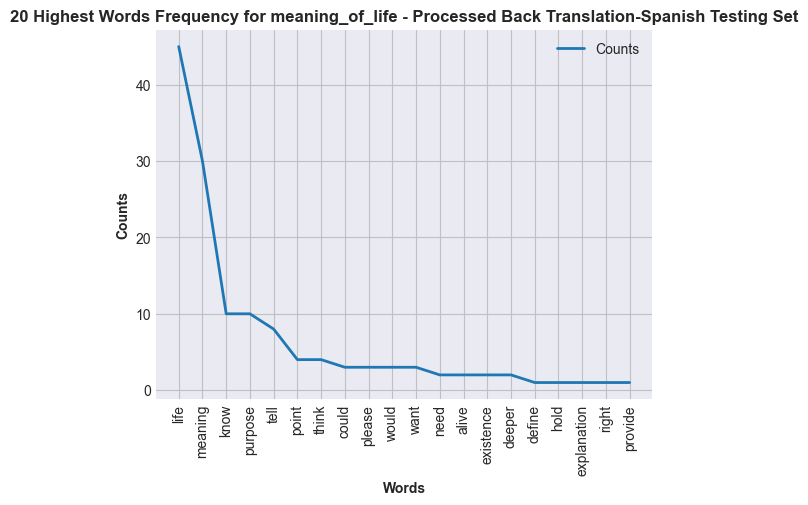 20 Highest Words Frequency for meaning_of_life - Processed Back Translation-Spanish Testing Set
Counts
40
30
20
10
0
Counts
life
meaning
know
purpose
tell
point
think
could
please
would
want
need
alive
existence
deeper
define
hold
explanation
right
provide
Words